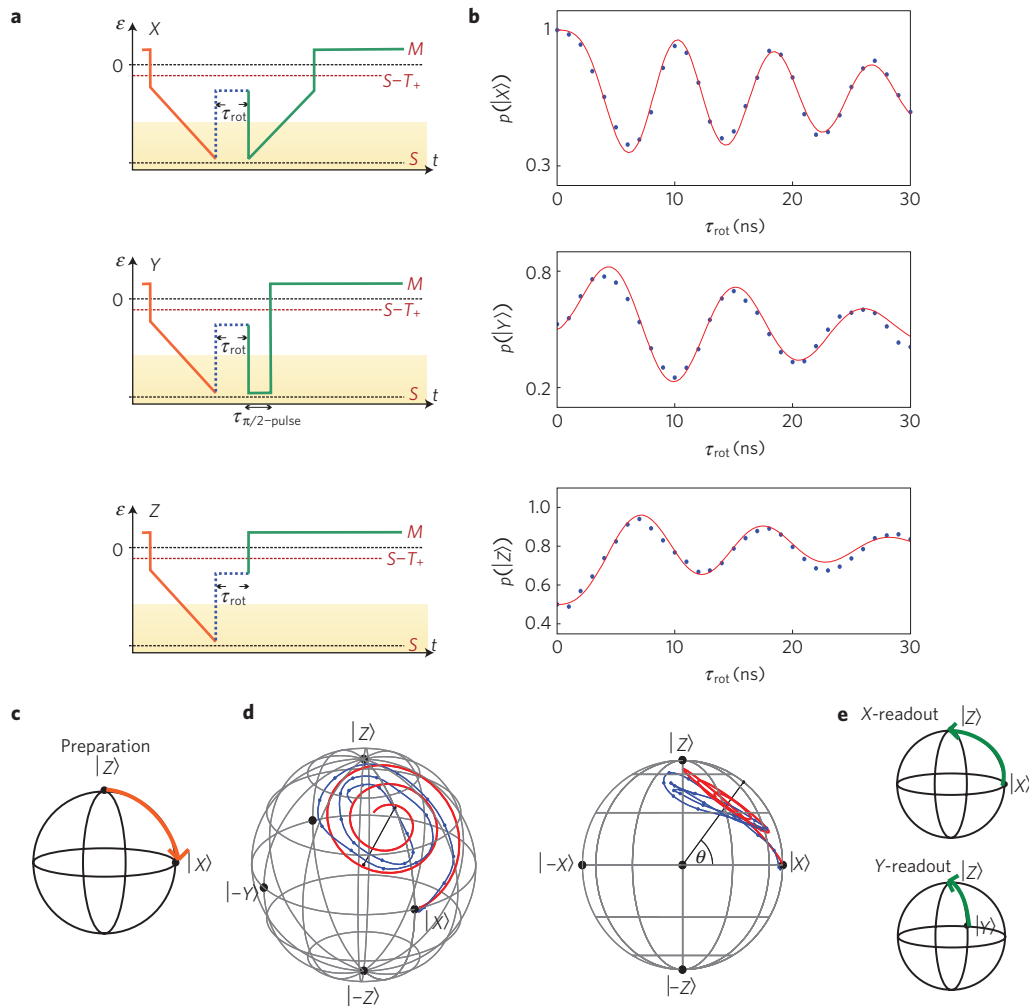 a
ε
X
0
M
S–T₊
τrot
S
t
ε
Y
0
M
S–T₊
τrot
S
t
τπ/2–pulse
ε
Z
0
M
S–T₊
τrot
S
t
b
p(|X⟩)
1
0.3
0 10 20 30
τrot (ns)
p(|Y⟩)
0.8
0.2
0 10 20 30
τrot (ns)
p(|Z⟩)
1.0
0.8
0.6
0.4
0 10 20 30
τrot (ns)
c
Preparation
|Z⟩
|X⟩
d
|Z⟩
|–Y⟩
|X⟩
|–Z⟩
|Z⟩
|–X⟩
θ
|X⟩
|–Z⟩
e
X-readout
|Z⟩
|X⟩
Y-readout
|Z⟩
|Y⟩